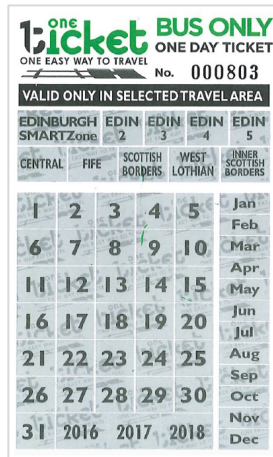 one BUS ONLY
1:icket ONE DAY TICKET
ONE EASY WAY TO TRAVEL
No. 000803
VALID ONLY IN SELECTED TRAVEL AREA
EDINBURGH SMARTZone EDIN 2 EDIN 3 EDIN 4 EDIN 5
CENTRAL FIFE SCOTTISH BORDERS WEST LOTHIAN INNER SCOTTISH BORDERS
1 2 3 4 5 Jan
Feb
6 7 8 9 10 Mar
Apr
11 12 13 14 15 May
Jun
16 17 18 19 20 Jul
21 22 23 24 25 Aug
Sep
26 27 28 29 30 Oct
Nov
31 2016 2017 2018 Dec